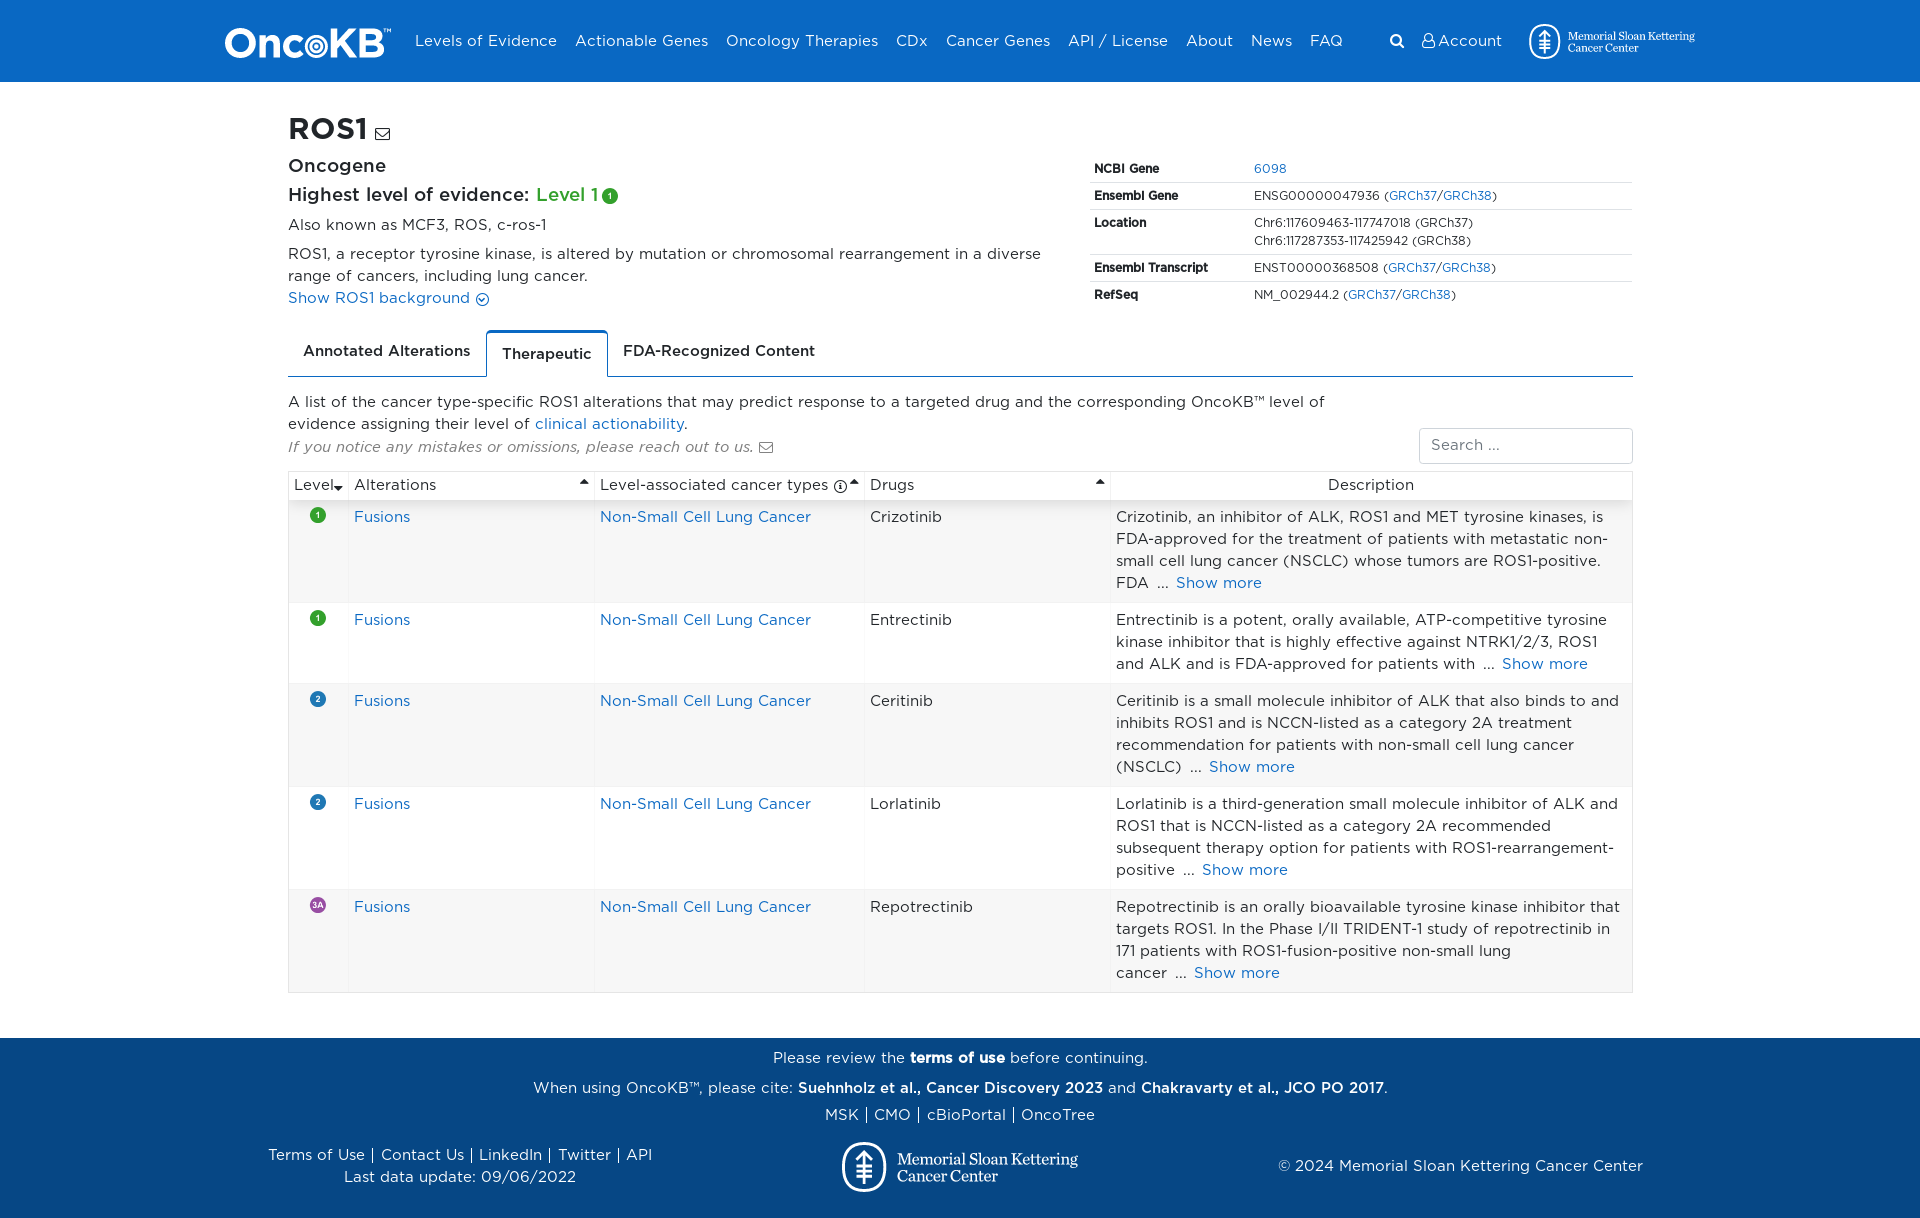 OncoKB™
Levels of Evidence Actionable Genes Oncology Therapies CDx Cancer Genes API / License About News FAQ Account Memorial Sloan Kettering
Cancer Center
ROS1
Oncogene
Highest level of evidence: Level 1 1
Also known as MCF3, ROS, c-ros-1
ROS1, a receptor tyrosine kinase, is altered by mutation or chromosomal rearrangement in a diverse
range of cancers, including lung cancer.
Show ROS1 background
NCBI Gene 6098
Ensembl Gene ENSG00000047936 (GRCh37/GRCh38)
Location Chr6:117609463-117747018 (GRCh37)
Chr6:117287353-117425942 (GRCh38)
Ensembl Transcript ENST00000368508 (GRCh37/GRCh38)
RefSeq NM_002944.2 (GRCh37/GRCh38)
Annotated Alterations Therapeutic FDA-Recognized Content
A list of the cancer type-specific ROS1 alterations that may predict response to a targeted drug and the corresponding OncoKB™ level of
evidence assigning their level of clinical actionability.
If you notice any mistakes or omissions, please reach out to us.
Search ...
Level Alterations Level-associated cancer types Drugs Description
1 Fusions Non-Small Cell Lung Cancer Crizotinib Crizotinib, an inhibitor of ALK, ROS1 and MET tyrosine kinases, is
FDA-approved for the treatment of patients with metastatic non-
small cell lung cancer (NSCLC) whose tumors are ROS1-positive.
FDA ... Show more
1 Fusions Non-Small Cell Lung Cancer Entrectinib Entrectinib is a potent, orally available, ATP-competitive tyrosine
kinase inhibitor that is highly effective against NTRK1/2/3, ROS1
and ALK and is FDA-approved for patients with ... Show more
2 Fusions Non-Small Cell Lung Cancer Ceritinib Ceritinib is a small molecule inhibitor of ALK that also binds to and
inhibits ROS1 and is NCCN-listed as a category 2A treatment
recommendation for patients with non-small cell lung cancer
(NSCLC) ... Show more
2 Fusions Non-Small Cell Lung Cancer Lorlatinib Lorlatinib is a third-generation small molecule inhibitor of ALK and
ROS1 that is NCCN-listed as a category 2A recommended
subsequent therapy option for patients with ROS1-rearrangement-
positive ... Show more
3A Fusions Non-Small Cell Lung Cancer Repotrectinib Repotrectinib is an orally bioavailable tyrosine kinase inhibitor that
targets ROS1. In the Phase I/II TRIDENT-1 study of repotrectinib in
171 patients with ROS1-fusion-positive non-small lung
cancer ... Show more
Please review the terms of use before continuing.
When using OncoKB™, please cite: Suehnholz et al., Cancer Discovery 2023 and Chakravarty et al., JCO PO 2017.
MSK | CMO | cBioPortal | OncoTree
Terms of Use | Contact Us | LinkedIn | Twitter | API
Last data update: 09/06/2022
Memorial Sloan Kettering
Cancer Center
© 2024 Memorial Sloan Kettering Cancer Center